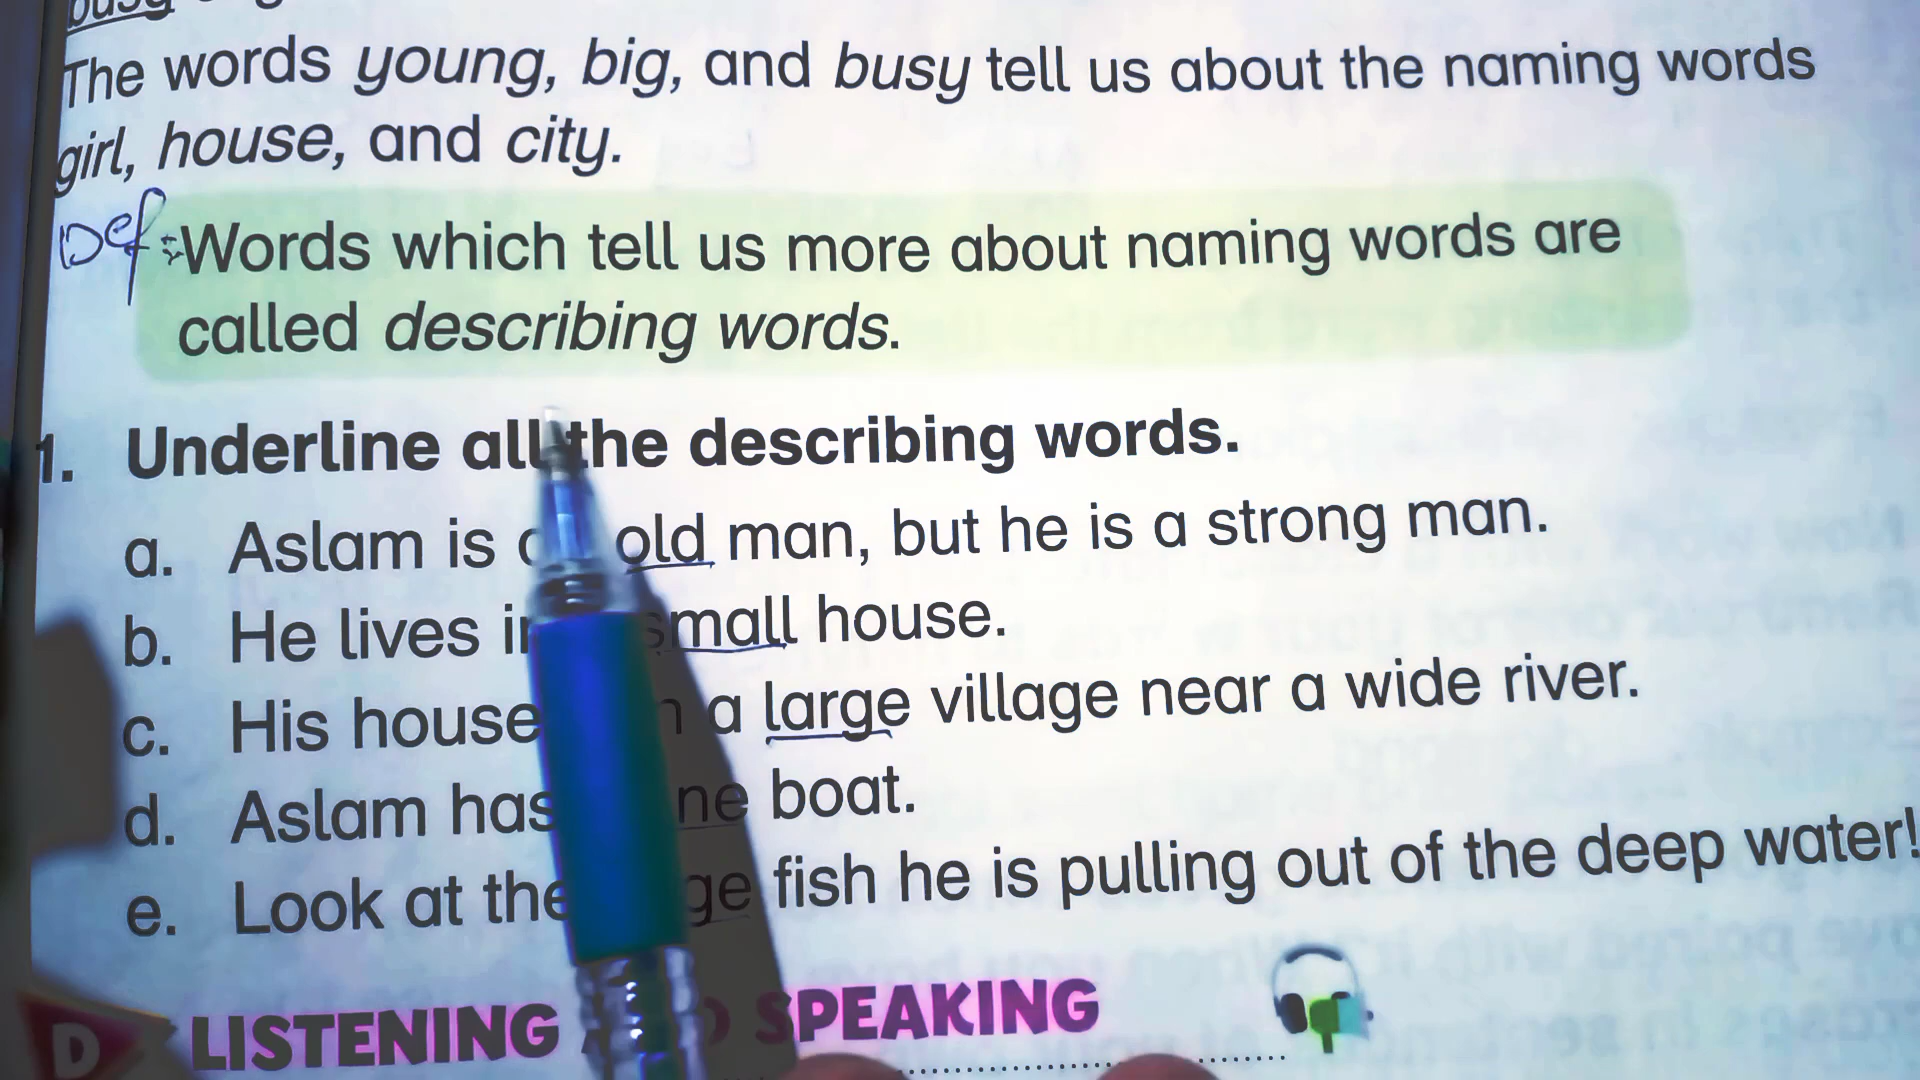 busy
The words young, big, and busy tell us about the naming words
girl, house, and city.
Def :- Words which tell us more about naming words are
called describing words.
1. Underline all the describing words.
a. Aslam is old man, but he is a strong man.
b. He lives in small house.
c. His house a large village near a wide river.
d. Aslam has boat.
e. Look at the fish he is pulling out of the deep water!
D LISTENING SPEAKING